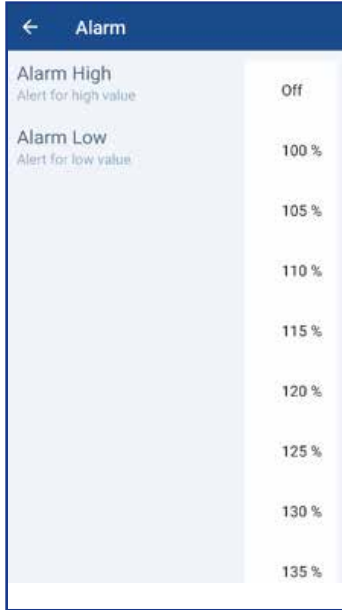 Alarm
Alarm High
Alert for high value
Alarm Low
Alert for low value
Off
100 %
105 %
110 %
115 %
120 %
125 %
130 %
135 %